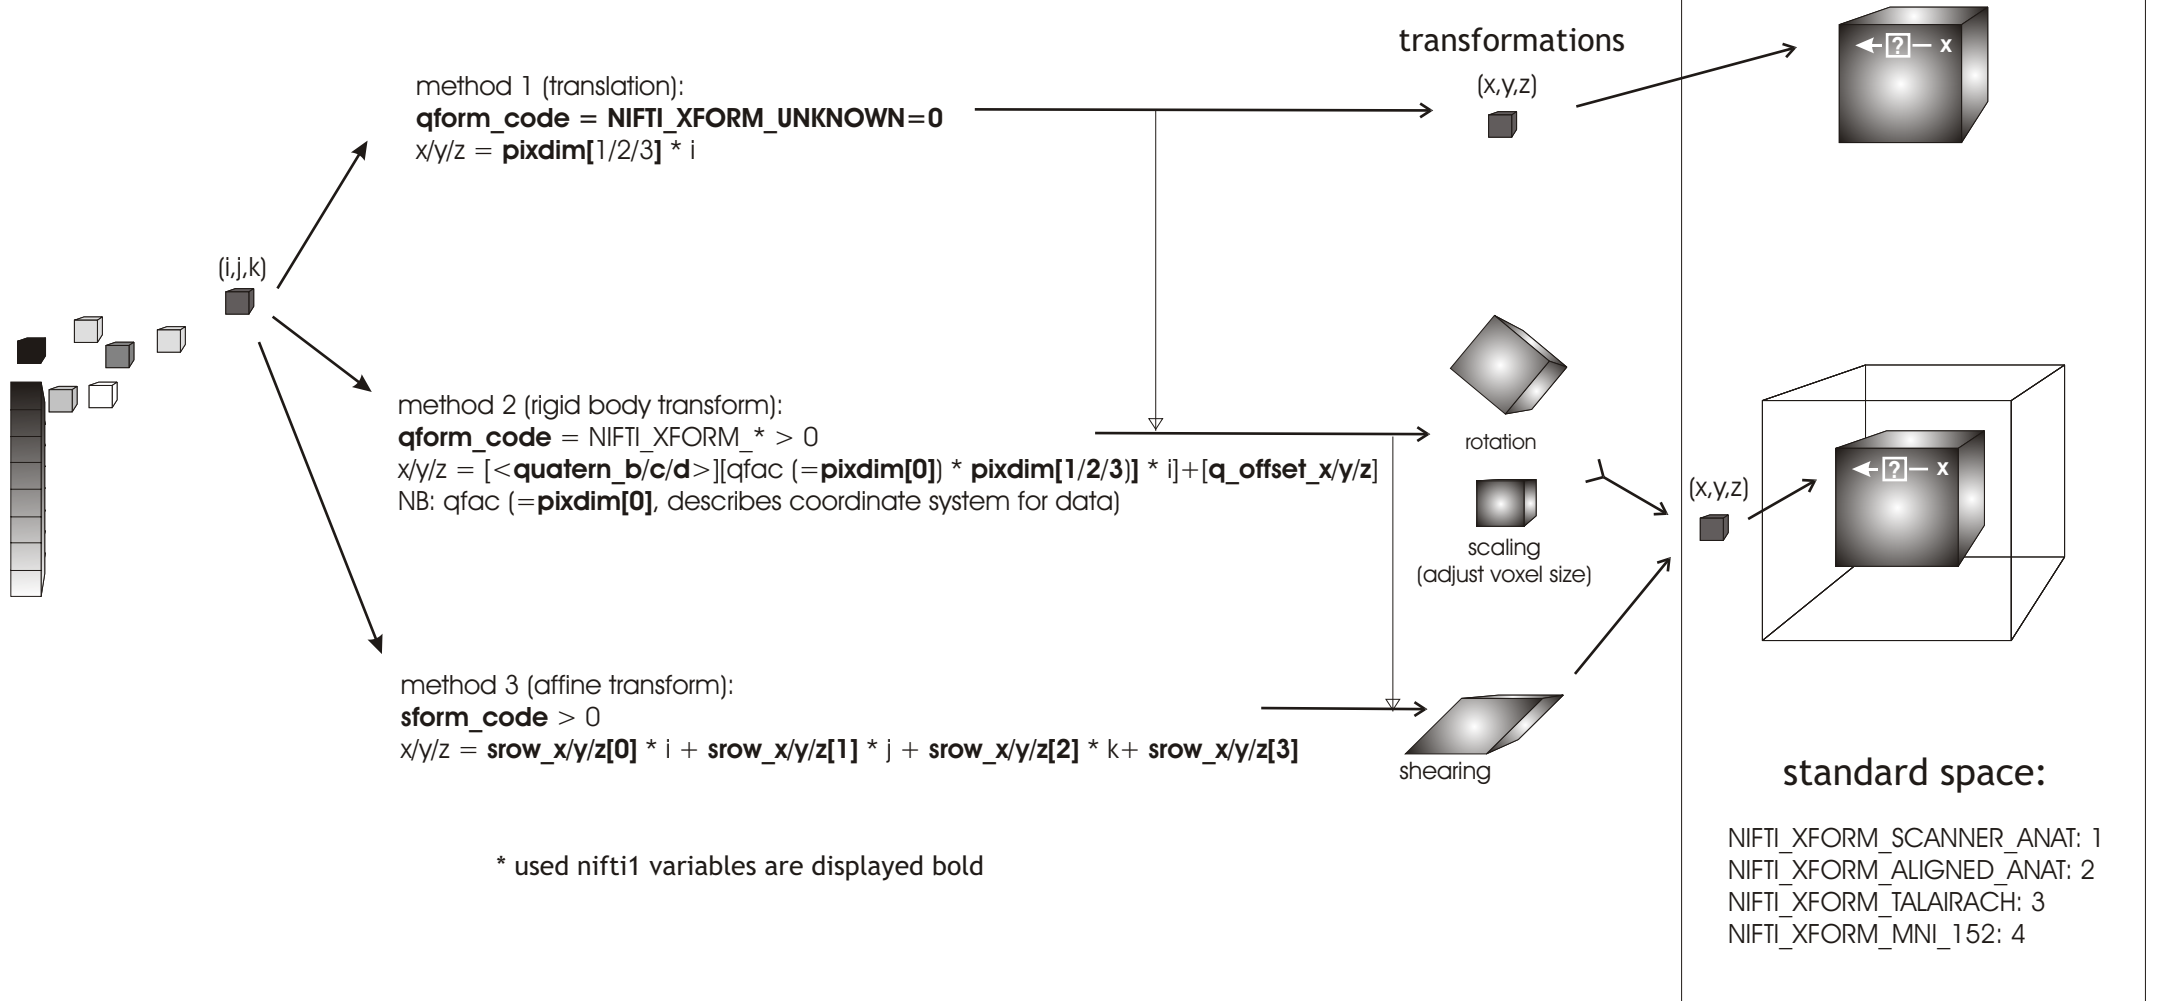 transformations
(x,y,z)
← ? — x
method 1 (translation):
qform_code = NIFTI_XFORM_UNKNOWN=0
x/y/z = pixdim[1/2/3] * i
(i,j,k)
method 2 (rigid body transform):
qform_code = NIFTI_XFORM_* > 0
x/y/z = [<quatern_b/c/d>][qfac (=pixdim[0]) * pixdim[1/2/3)] * i]+[q_offset_x/y/z]
NB: qfac (=pixdim[0], describes coordinate system for data)
rotation
scaling
(adjust voxel size)
(x,y,z)
← ? — x
method 3 (affine transform):
sform_code > 0
x/y/z = srow_x/y/z[0] * i + srow_x/y/z[1] * j + srow_x/y/z[2] * k+ srow_x/y/z[3]
shearing
* used nifti1 variables are displayed bold
standard space:
NIFTI_XFORM_SCANNER_ANAT: 1
NIFTI_XFORM_ALIGNED_ANAT: 2
NIFTI_XFORM_TALAIRACH: 3
NIFTI_XFORM_MNI_152: 4